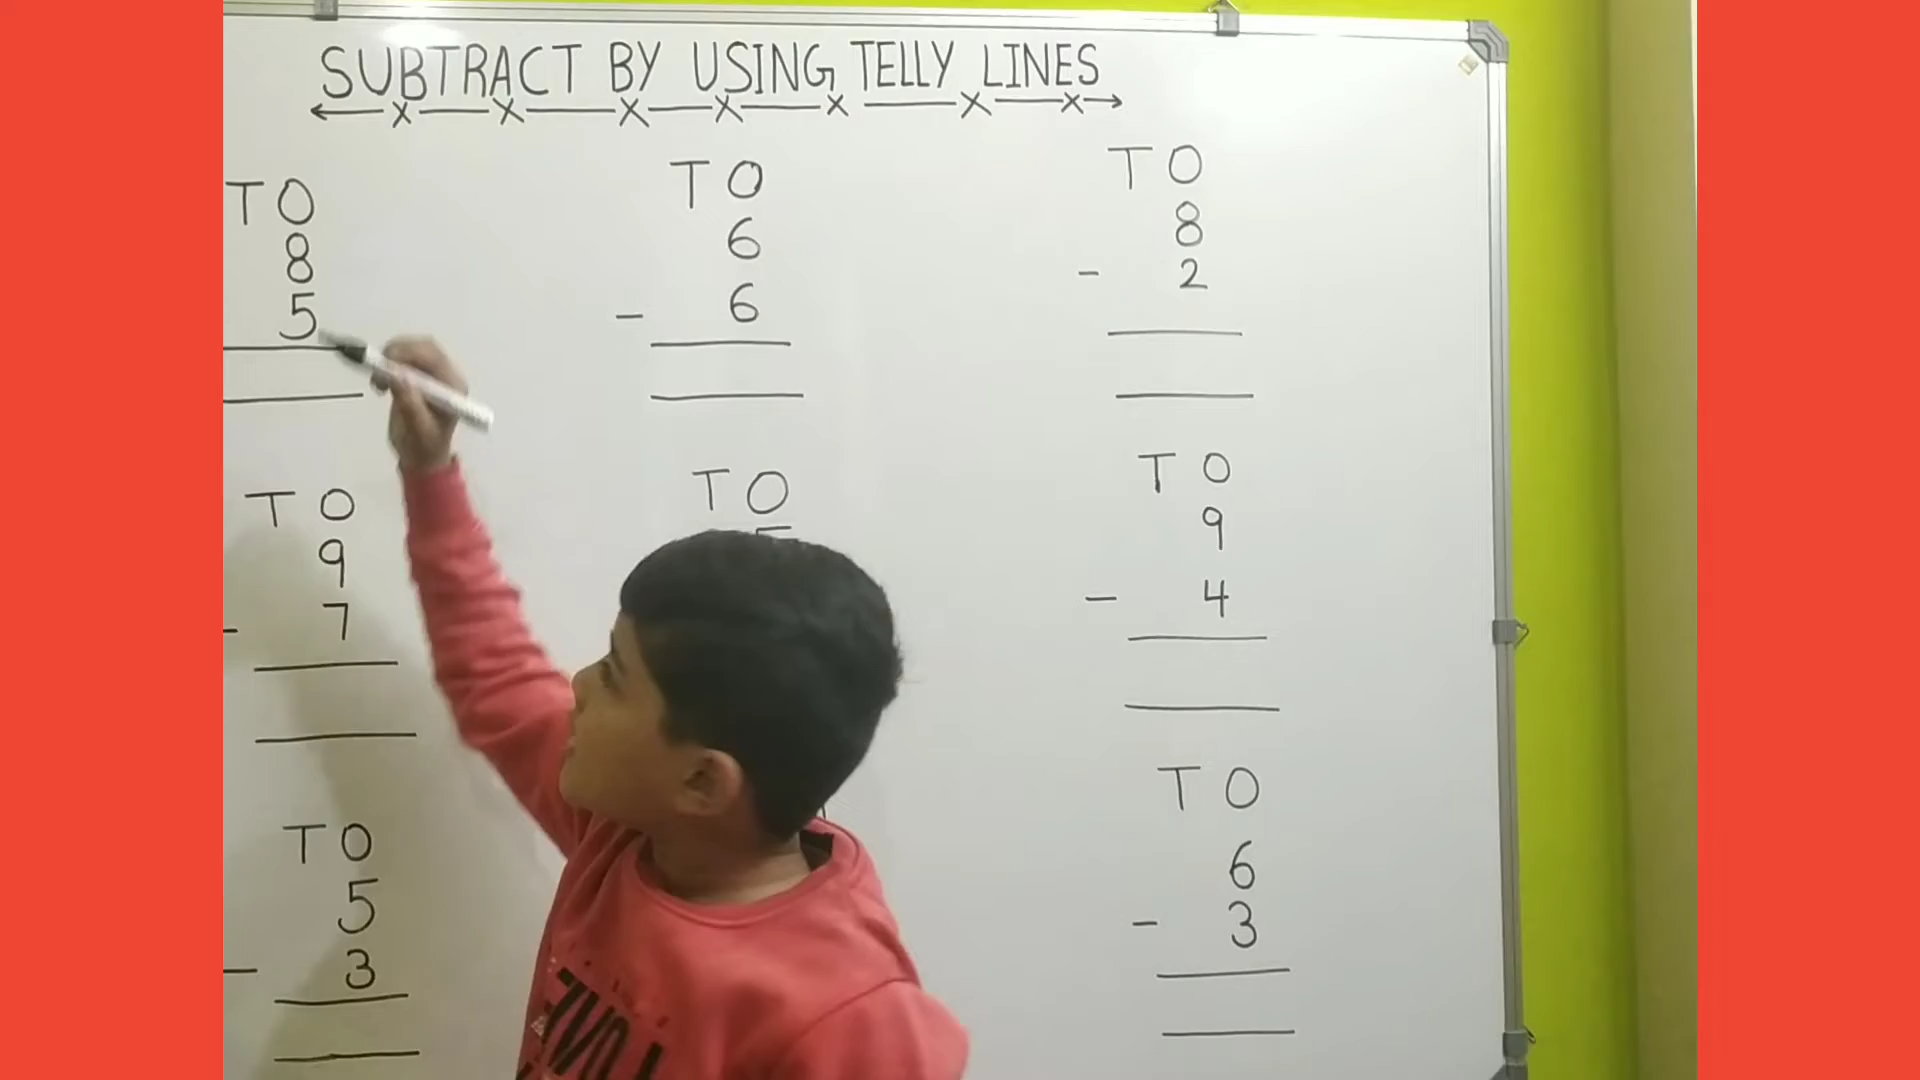 SUBTRACT BY USING TELLY LINES
T O
8
5
T O
6
- 6
T O
8
- 2
T O
9
- 7
T O
T O
9
- 4
T O
5
- 3
T O
6
- 3